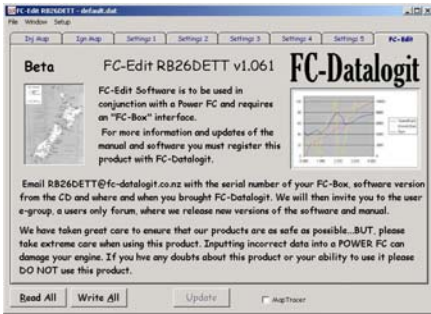 FC-Edit RB26DETT - default.dat
File Window Setup
Inj Map Ign Map Settings 1 Settings 2 Settings 3 Settings 4 Settings 5 FC-Edit
Beta
FC-Edit RB26DETT v1.061
FC-Datalogit
FC-Edit Software is to be used in
conjunction with a Power FC and requires
an "FC-Box" interface.
For more information and updates of the
manual and software you must register this
product with FC-Datalogit.
Email RB26DETT@fc-datalogit.co.nz with the serial number of your FC-Box, software version
from the CD and where and when you brought FC-Datalogit. We will then invite you to the user
e-group, a users only forum, where we release new versions of the software and manual.
We have taken great care to ensure that our products are as safe as possible...BUT, please
take extreme care when using this product. Inputting incorrect data into a POWER FC can
damage your engine. If you hve any doubts about this product or your ability to use it please
DO NOT use this product.
Read All Write All Update MapTracer